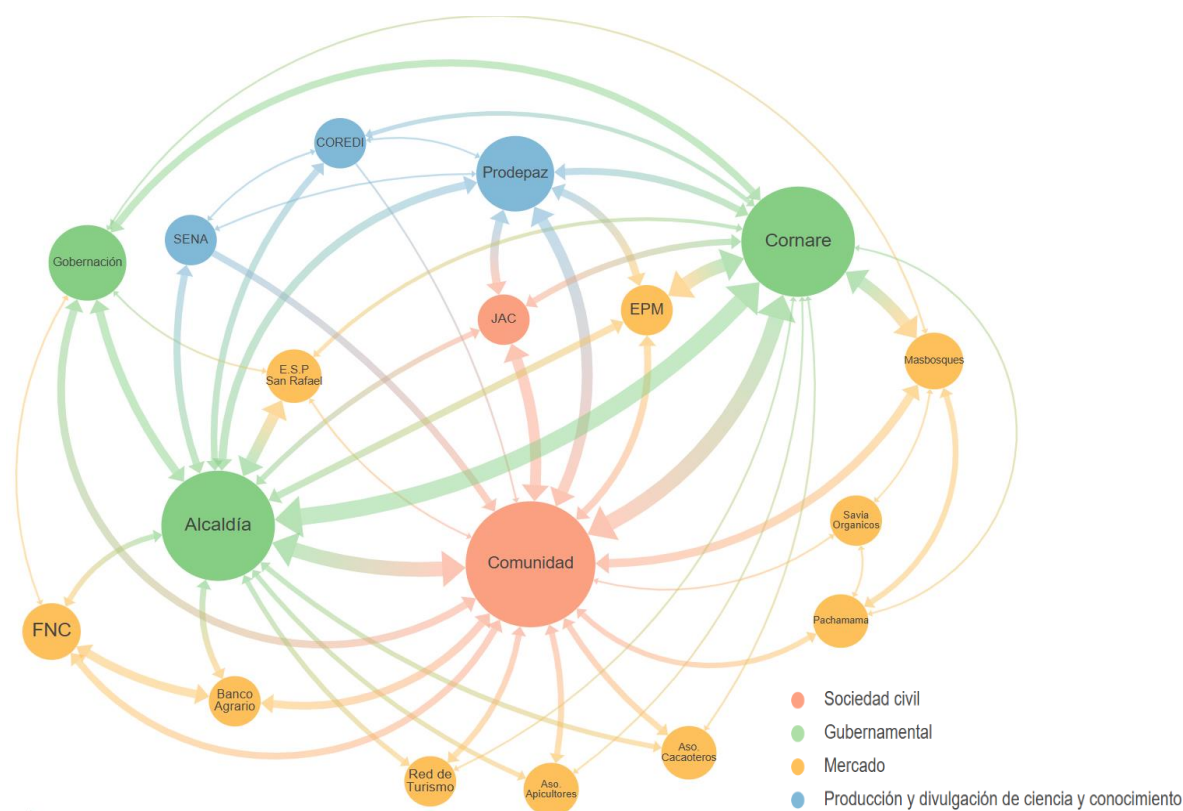 COREDI
Prodepaz
SENA
Cornare
Gobernación
EPM
JAC
Masbosques
E.S.P
San Rafael
Alcaldía
Savia
Organicos
Comunidad
Pachamama
FNC
Banco
Agrario
Aso.
Cacaoteros
Red de
Turismo
Aso.
Apicultores
Sociedad civil
Gubernamental
Mercado
Producción y divulgación de ciencia y conocimiento